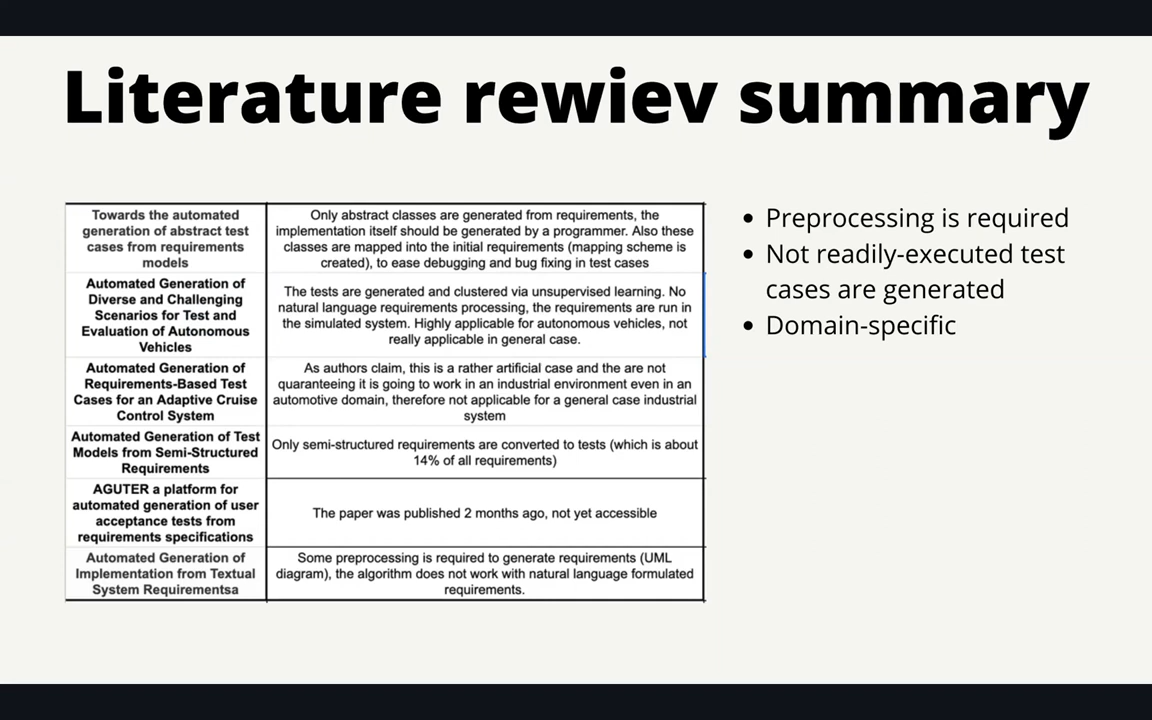 Literature rewiev summary
Towards the automated
generation of abstract test
cases from requirements
models
Only abstract classes are generated from requirements, the
implementation itself should be generated by a programmer. Also these
classes are mapped into the initial requirements (mapping scheme is
created), to ease debugging and bug fixing in test cases
Automated Generation of
Diverse and Challenging
Scenarios for Test and
Evaluation of Autonomous
Vehicles
The tests are generated and clustered via unsupervised learning. No
natural language requirements processing, the requirements are run in
the simulated system. Highly applicable for autonomous vehicles, not
really applicable in general case.
Automated Generation of
Requirements-Based Test
Cases for an Adaptive Cruise
Control System
As authors claim, this is a rather artificial case and the are not
quaranteeing it is going to work in an industrial environment even in an
automotive domain, therefore not applicable for a general case industrial
system
Automated Generation of Test
Models from Semi-Structured
Requirements
Only semi-structured requirements are converted to tests (which is about
14% of all requirements)
AGUTER a platform for
automated generation of user
acceptance tests from
requirements specifications
The paper was published 2 months ago, not yet accessible
Automated Generation of
Implementation from Textual
System Requirementsa
Some preprocessing is required to generate requirements (UML
diagram), the algorithm does not work with natural language formulated
requirements.
• Preprocessing is required
• Not readily-executed test
cases are generated
• Domain-specific